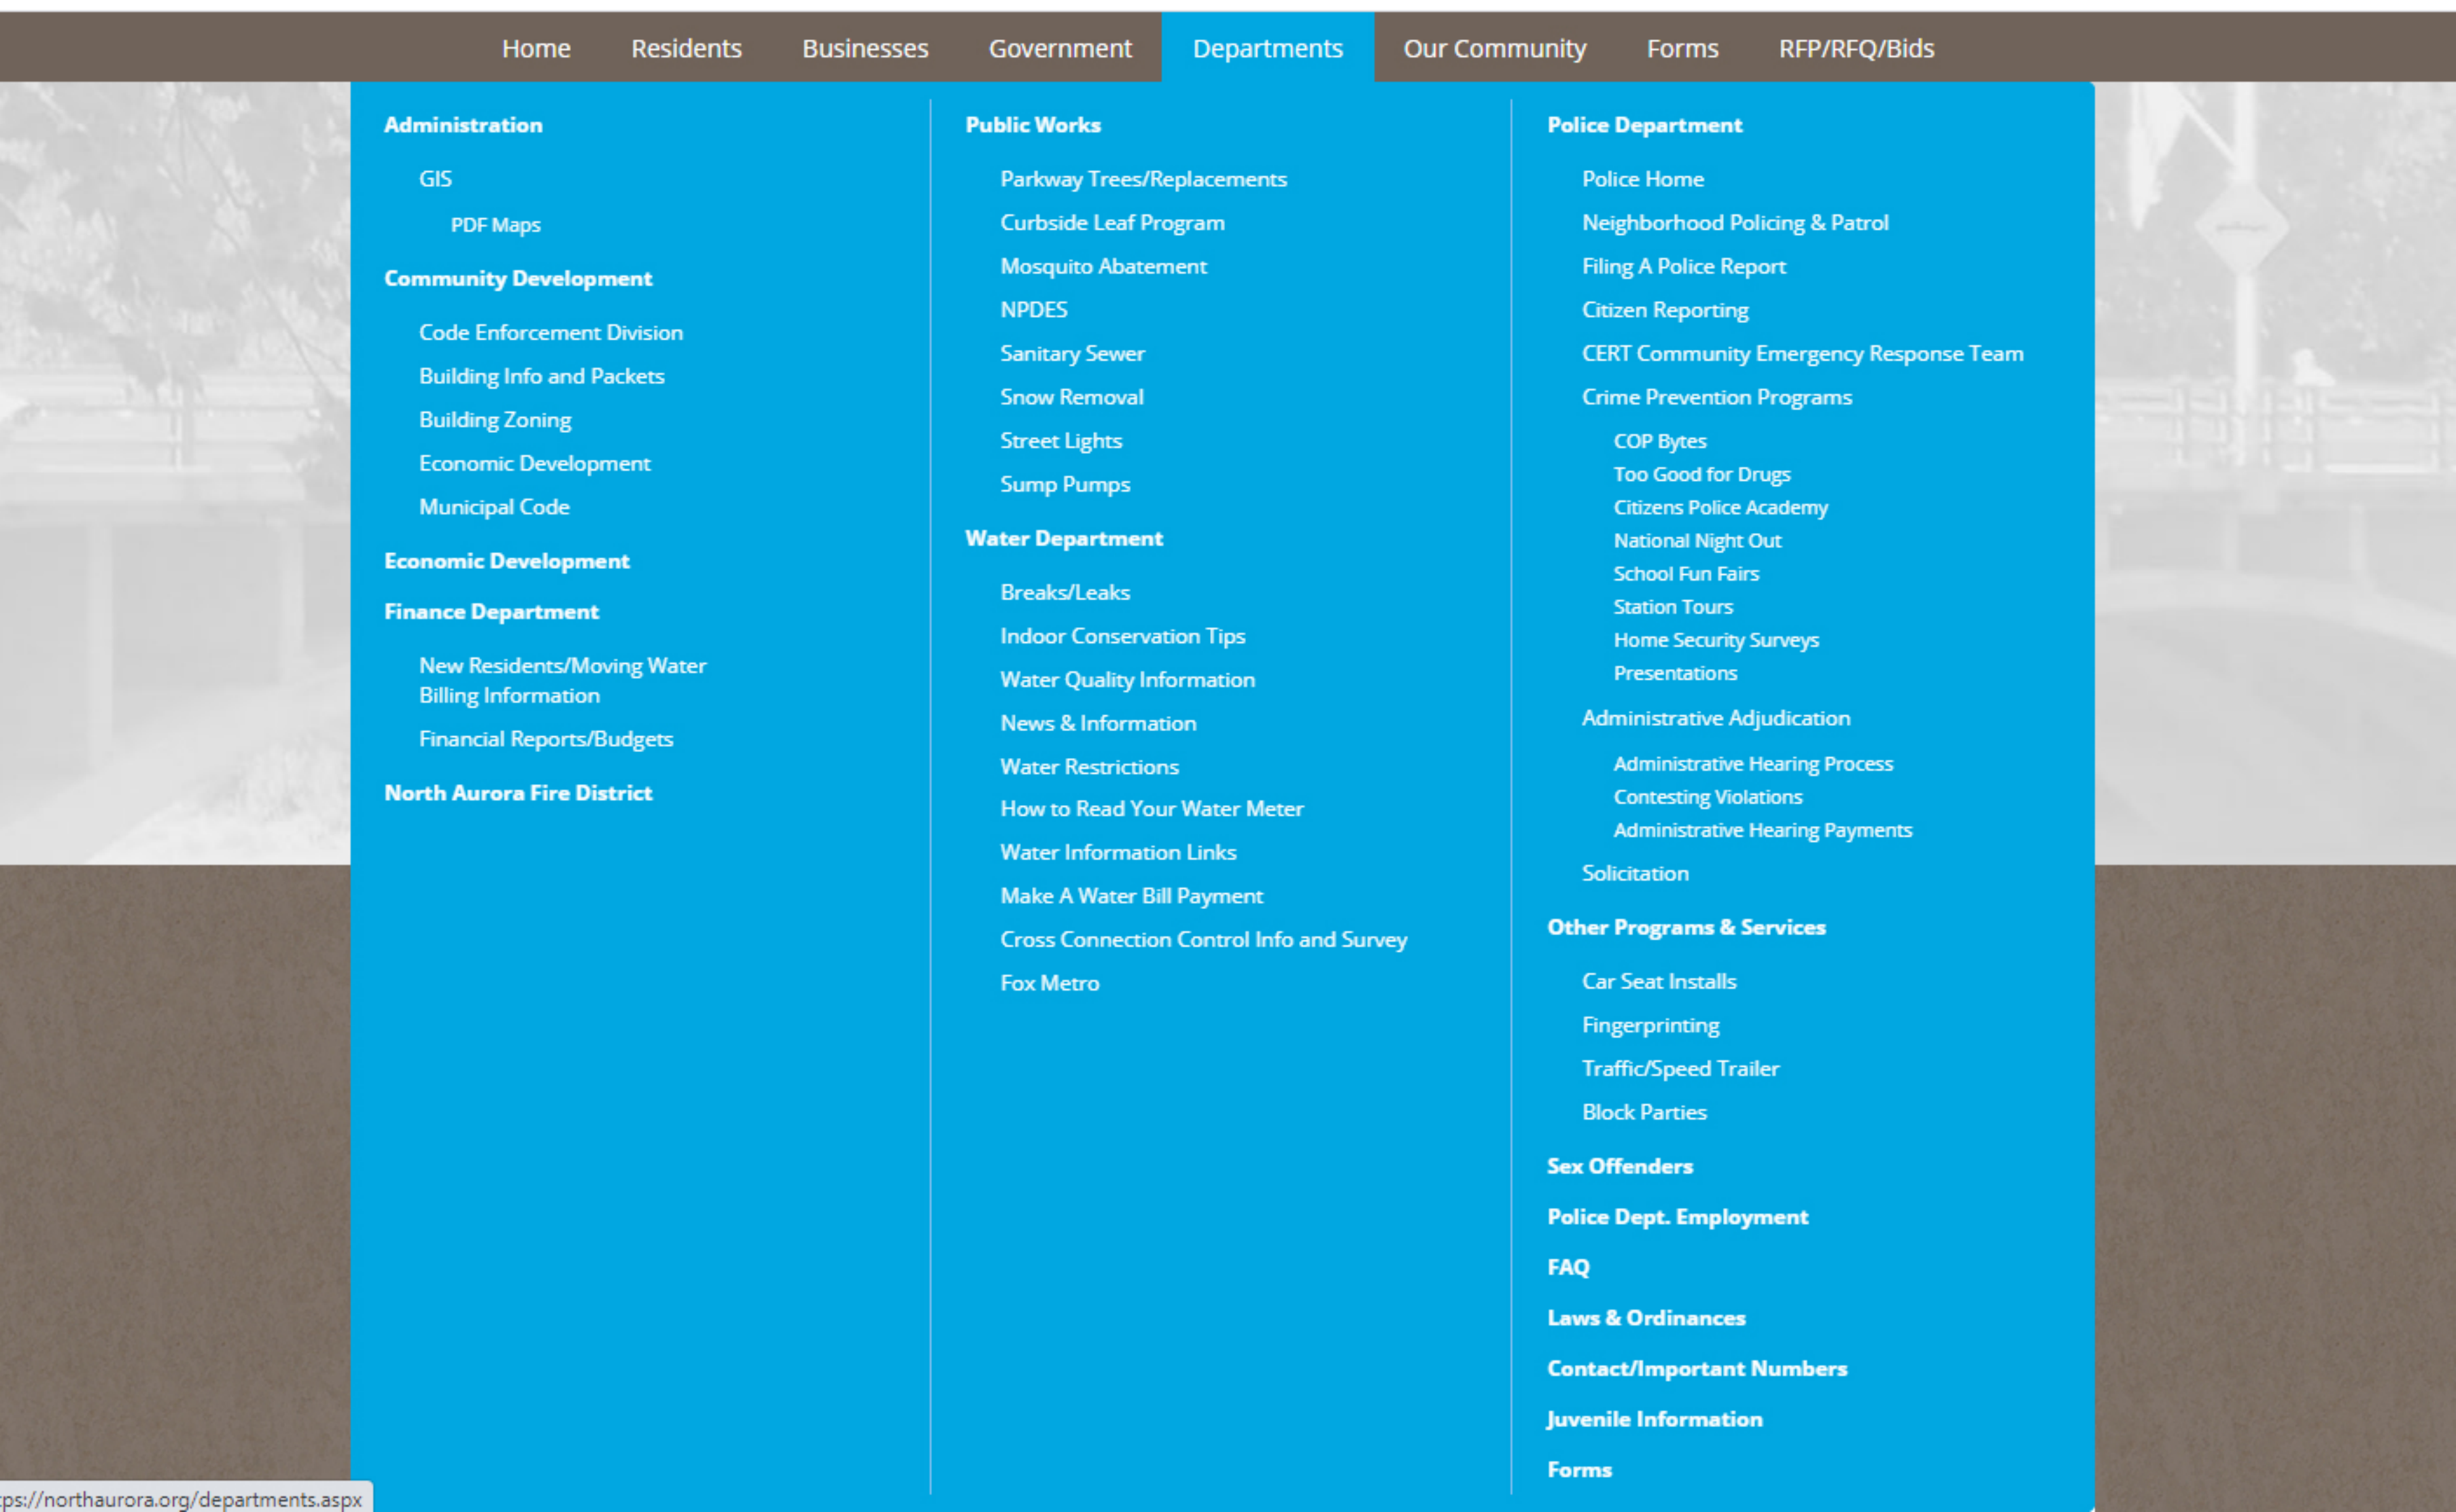 Home Residents Businesses Government Departments Our Community Forms RFP/RFQ/Bids
Administration
GIS
PDF Maps
Community Development
Code Enforcement Division
Building Info and Packets
Building Zoning
Economic Development
Municipal Code
Economic Development
Finance Department
New Residents/Moving Water
Billing Information
Financial Reports/Budgets
North Aurora Fire District
Public Works
Parkway Trees/Replacements
Curbside Leaf Program
Mosquito Abatement
NPDES
Sanitary Sewer
Snow Removal
Street Lights
Sump Pumps
Water Department
Breaks/Leaks
Indoor Conservation Tips
Water Quality Information
News & Information
Water Restrictions
How to Read Your Water Meter
Water Information Links
Make A Water Bill Payment
Cross Connection Control Info and Survey
Fox Metro
Police Department
Police Home
Neighborhood Policing & Patrol
Filing A Police Report
Citizen Reporting
CERT Community Emergency Response Team
Crime Prevention Programs
COP Bytes
Too Good for Drugs
Citizens Police Academy
National Night Out
School Fun Fairs
Station Tours
Home Security Surveys
Presentations
Administrative Adjudication
Administrative Hearing Process
Contesting Violations
Administrative Hearing Payments
Solicitation
Other Programs & Services
Car Seat Installs
Fingerprinting
Traffic/Speed Trailer
Block Parties
Sex Offenders
Police Dept. Employment
FAQ
Laws & Ordinances
Contact/Important Numbers
Juvenile Information
Forms
tps://northaurora.org/departments.aspx